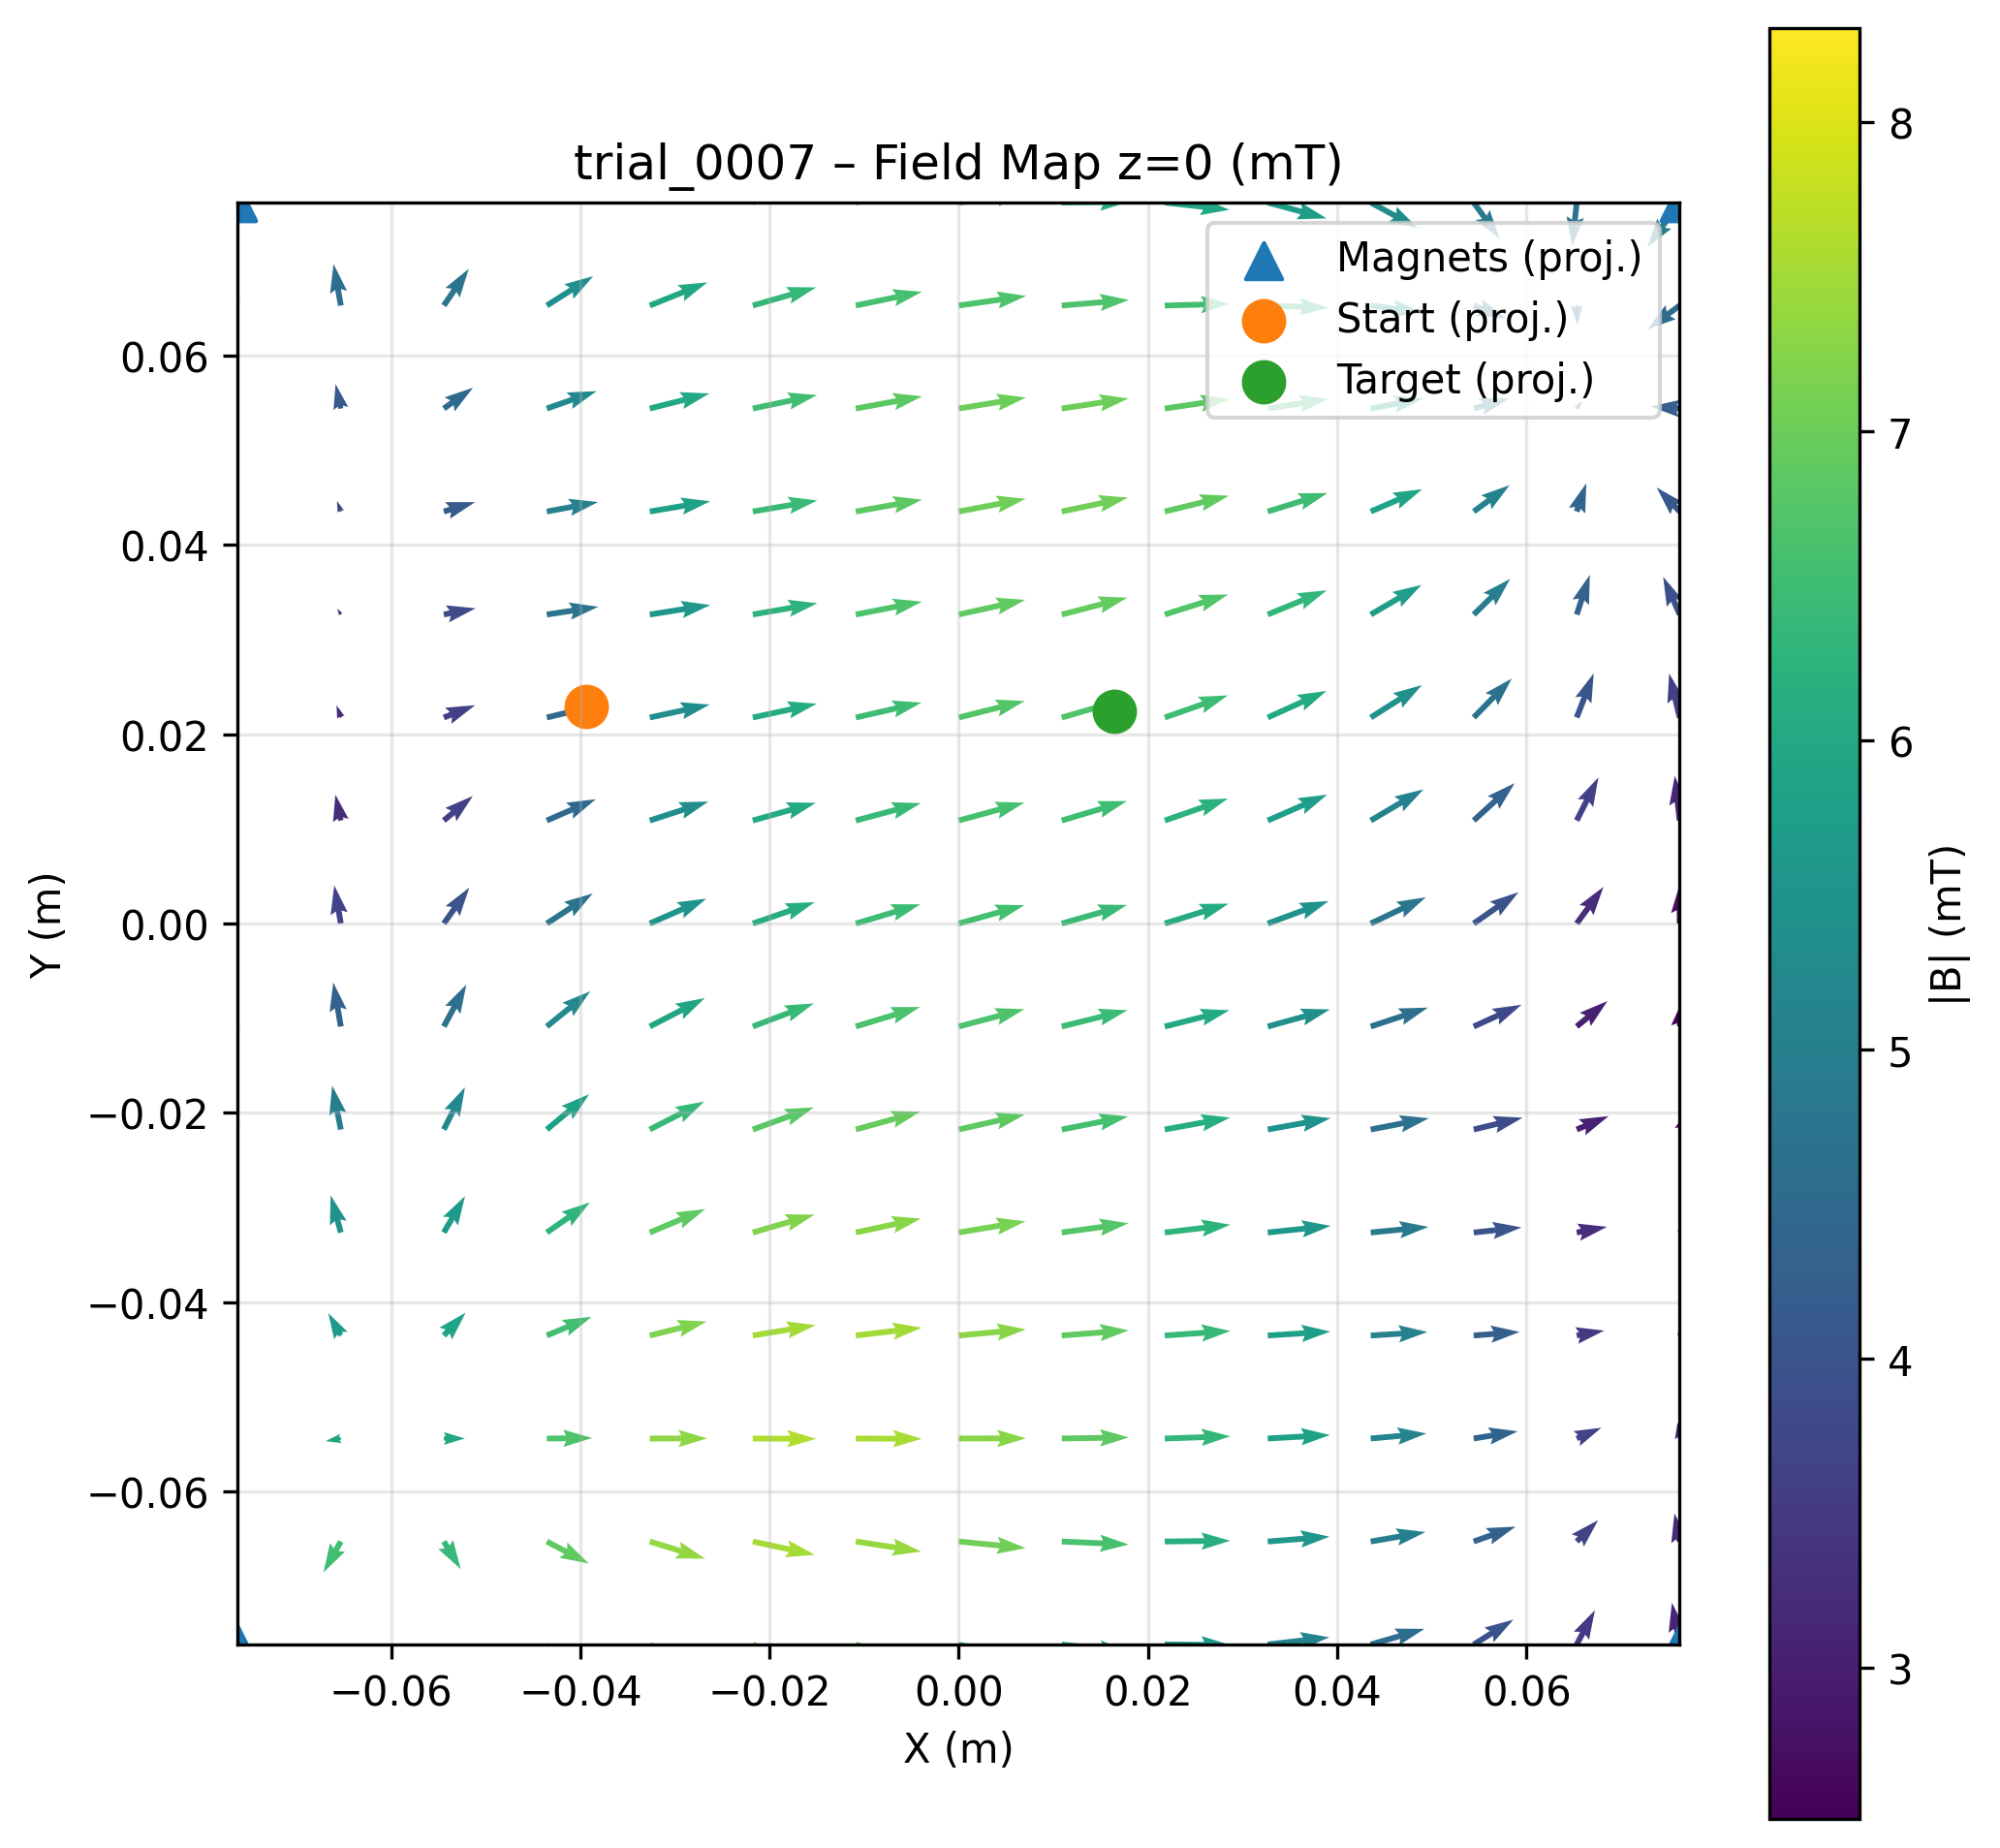 trial_0007 – Field Map z=0 (mT)
Magnets (proj.)
Start (proj.)
Target (proj.)
Y (m)
0.06
0.04
0.02
0.00
−0.02
−0.04
−0.06
−0.06
−0.04
−0.02
0.00
0.02
0.04
0.06
X (m)
8
7
6
5
4
3
|B| (mT)